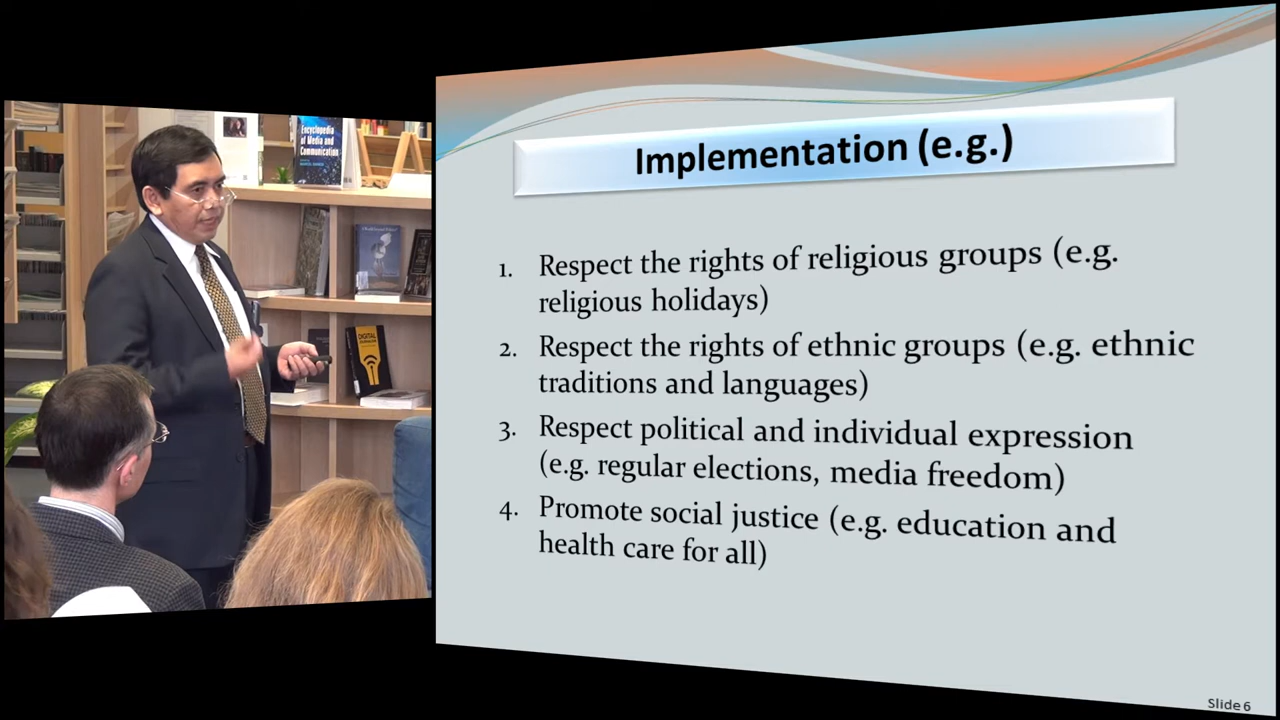 Encyclopedia
of Media and
Communication
DIGITAL
Implementation (e.g.)
1. Respect the rights of religious groups (e.g.
religious holidays)
2. Respect the rights of ethnic groups (e.g. ethnic
traditions and languages)
3. Respect political and individual expression
(e.g. regular elections, media freedom)
4. Promote social justice (e.g. education and
health care for all)
Slide 6